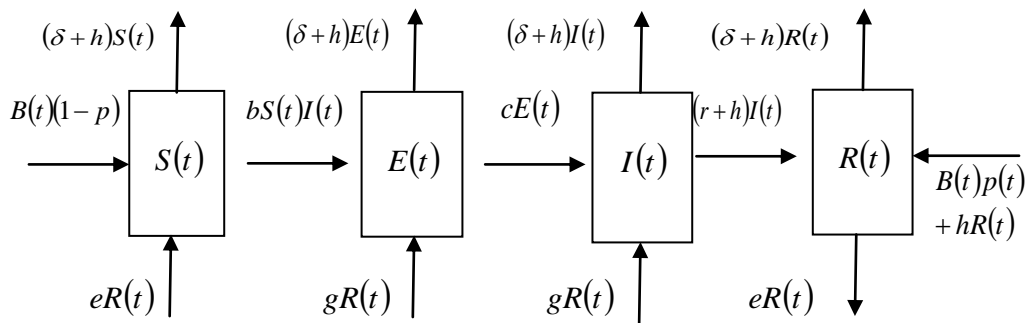 (δ+h)S(t) (δ+h)E(t) (δ+h)I(t) (δ+h)R(t)
B(t)(1−p) bS(t)I(t) cE(t) (r+h)I(t)
S(t) E(t) I(t) R(t)
B(t)p(t)
+hR(t)
eR(t) gR(t) gR(t) eR(t)